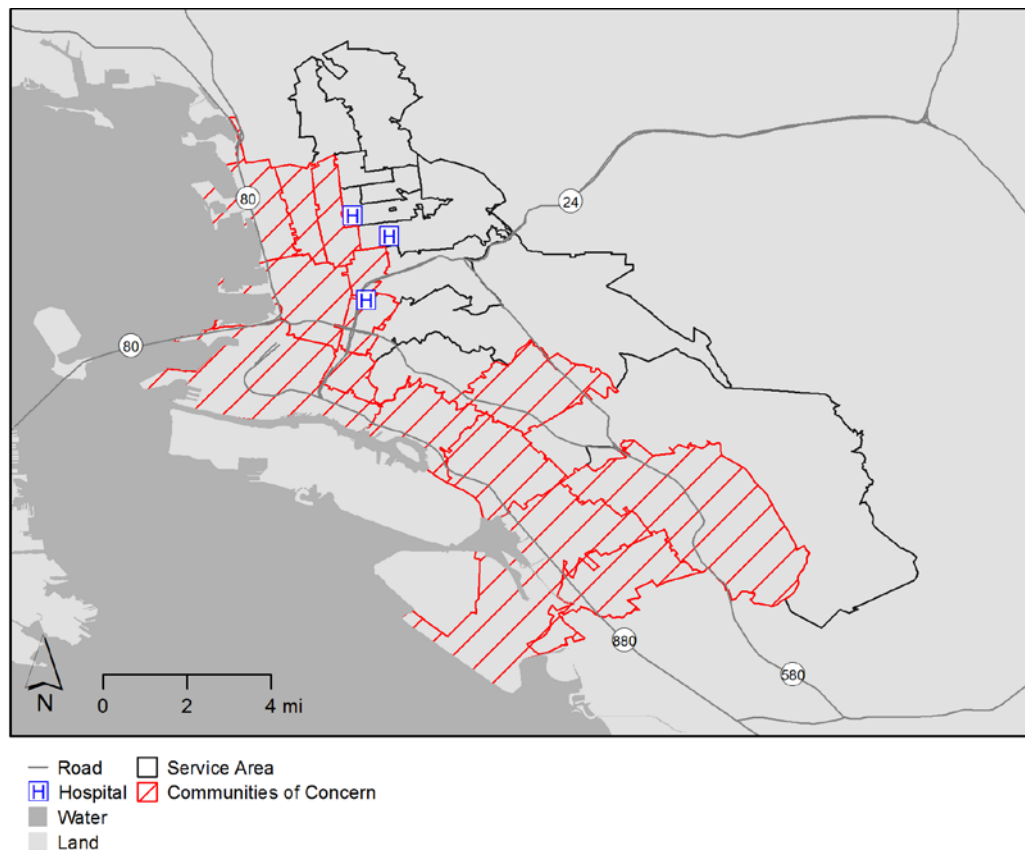 80
24
H
H
H
80
880
580
N
0 2 4 mi
Road
Service Area
H Hospital
Communities of Concern
Water
Land